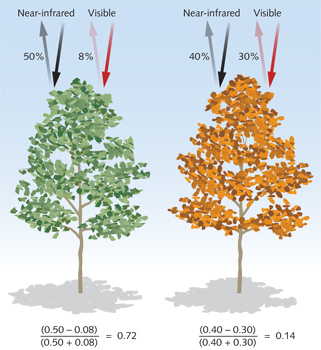 Near-infrared Visible
50% 8%
(0.50 – 0.08)
(0.50 + 0.08) = 0.72
Near-infrared Visible
40% 30%
(0.40 – 0.30)
(0.40 + 0.30) = 0.14